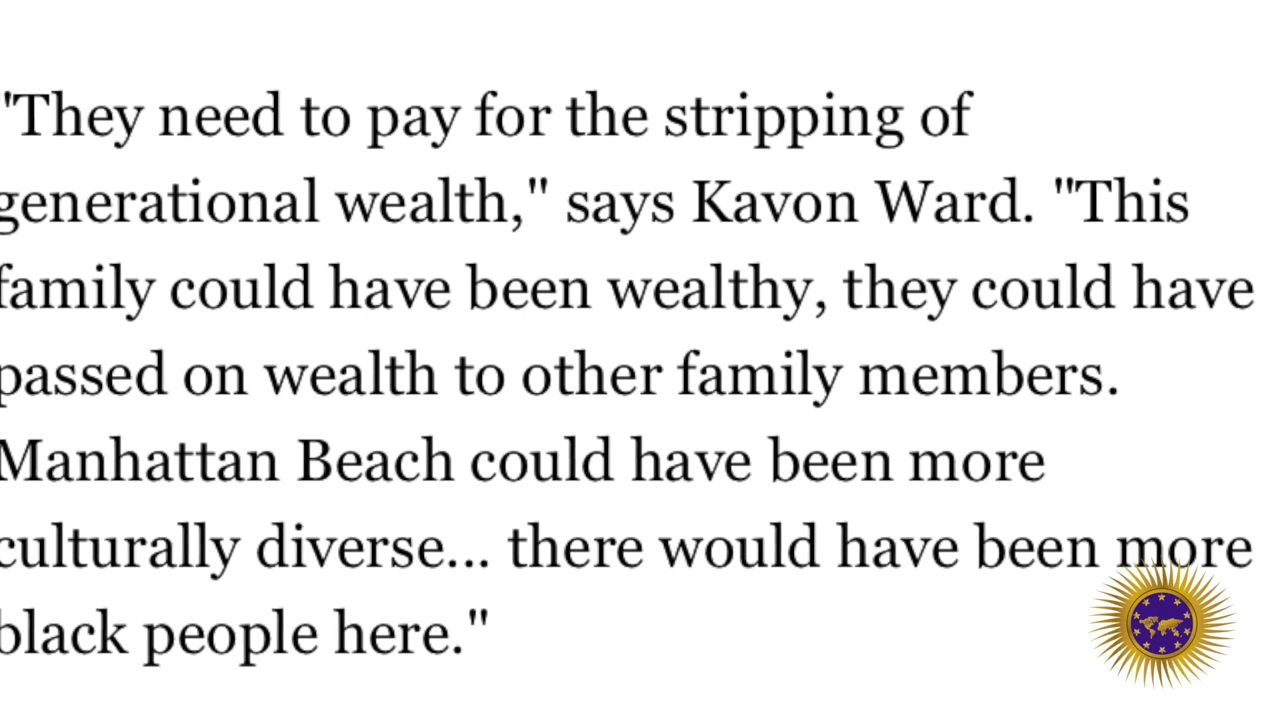 "They need to pay for the stripping of
generational wealth," says Kavon Ward. "This
family could have been wealthy, they could have
passed on wealth to other family members.
Manhattan Beach could have been more
culturally diverse... there would have been more
black people here."